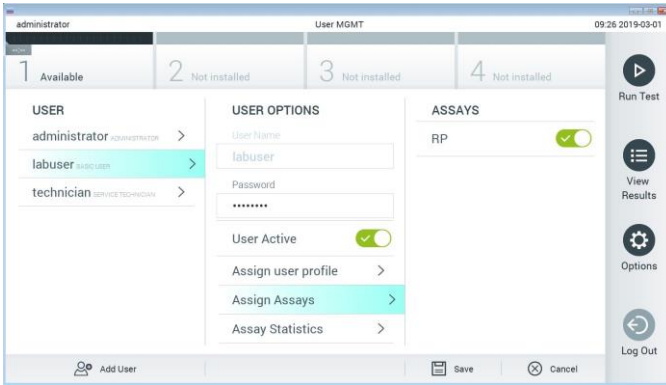 administrator User MGMT 09:26 2019-03-01
1 Available
2 Not installed
3 Not installed
4 Not installed
Run Test
View
Results
Options
Log Out
USER
administrator ADMINISTRATOR
labuser BASIC USER
technician SERVICE TECHNICIAN
USER OPTIONS
User Name
labuser
Password
••••••••
User Active
Assign user profile
Assign Assays
Assay Statistics
ASSAYS
RP
Add User
Save
Cancel